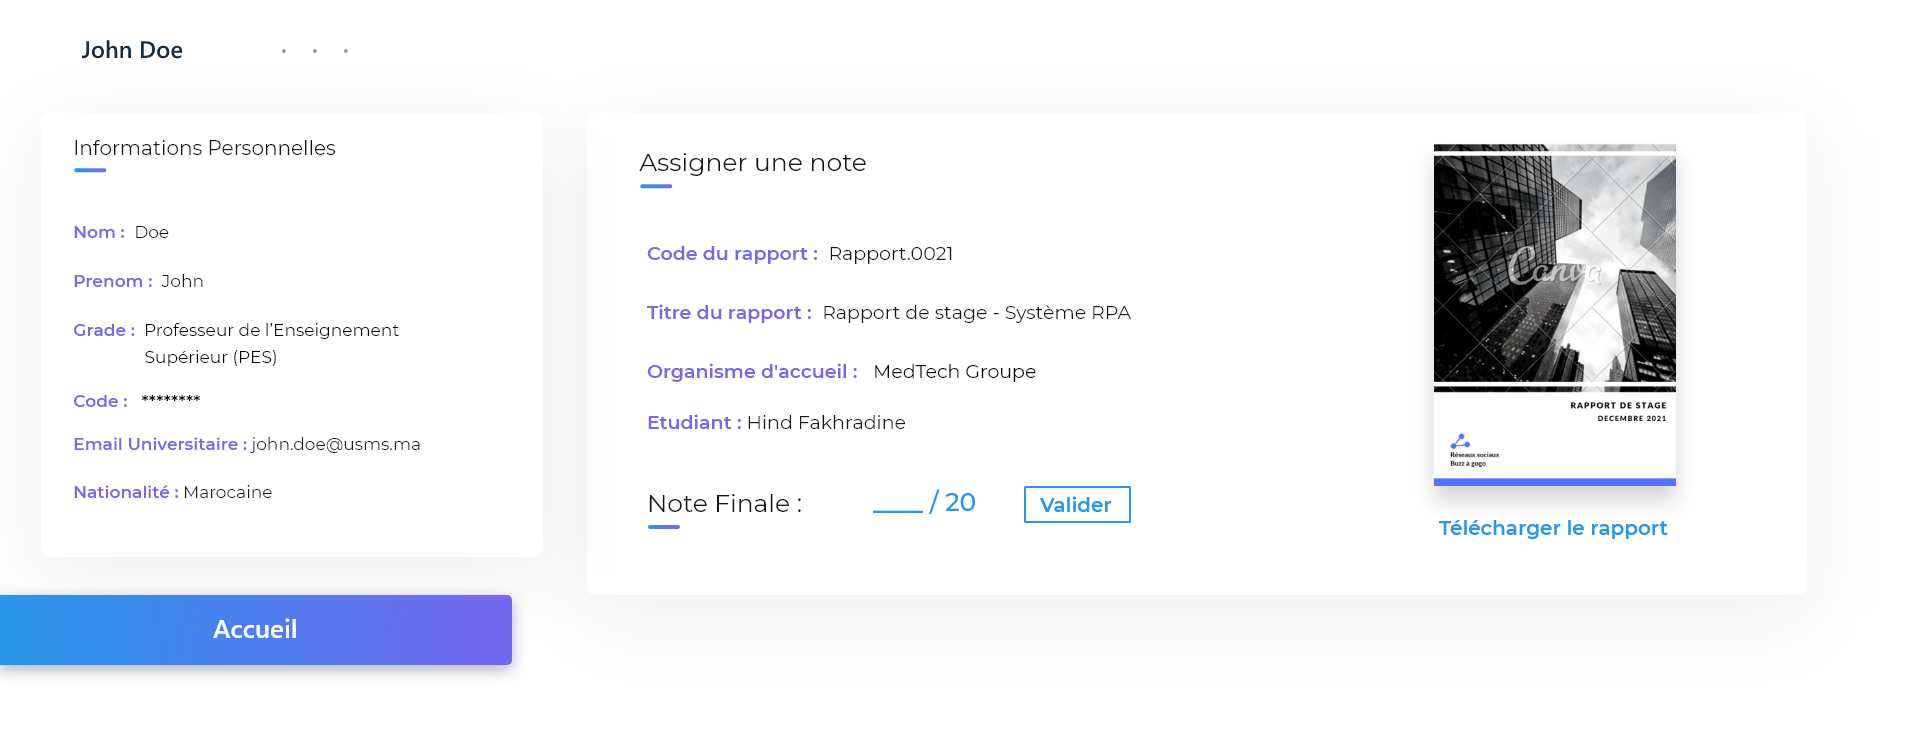 John Doe
Informations Personnelles
Nom : Doe
Prenom : John
Grade : Professeur de l’Enseignement
Supérieur (PES)
Code : ********
Email Universitaire : john.doe@usms.ma
Nationalité : Marocaine
Accueil
Assigner une note
Code du rapport : Rapport.0021
Titre du rapport : Rapport de stage - Système RPA
Organisme d'accueil : MedTech Groupe
Etudiant : Hind Fakhradine
Note Finale : ____ / 20 Valider
Canva
RAPPORT DE STAGE
DECEMBRE 2021
Réseaux sociaux
Buzz à gogo
Télécharger le rapport